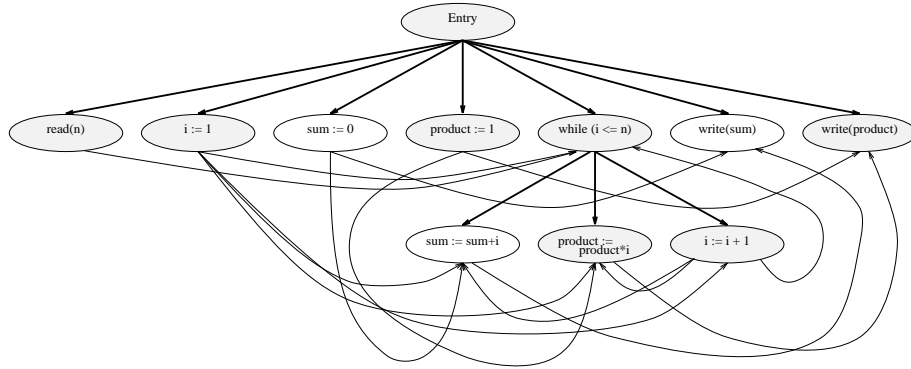 Entry
read(n)
i := 1
sum := 0
product := 1
while (i <= n)
write(sum)
write(product)
sum := sum+i
product :=
product*i
i := i + 1